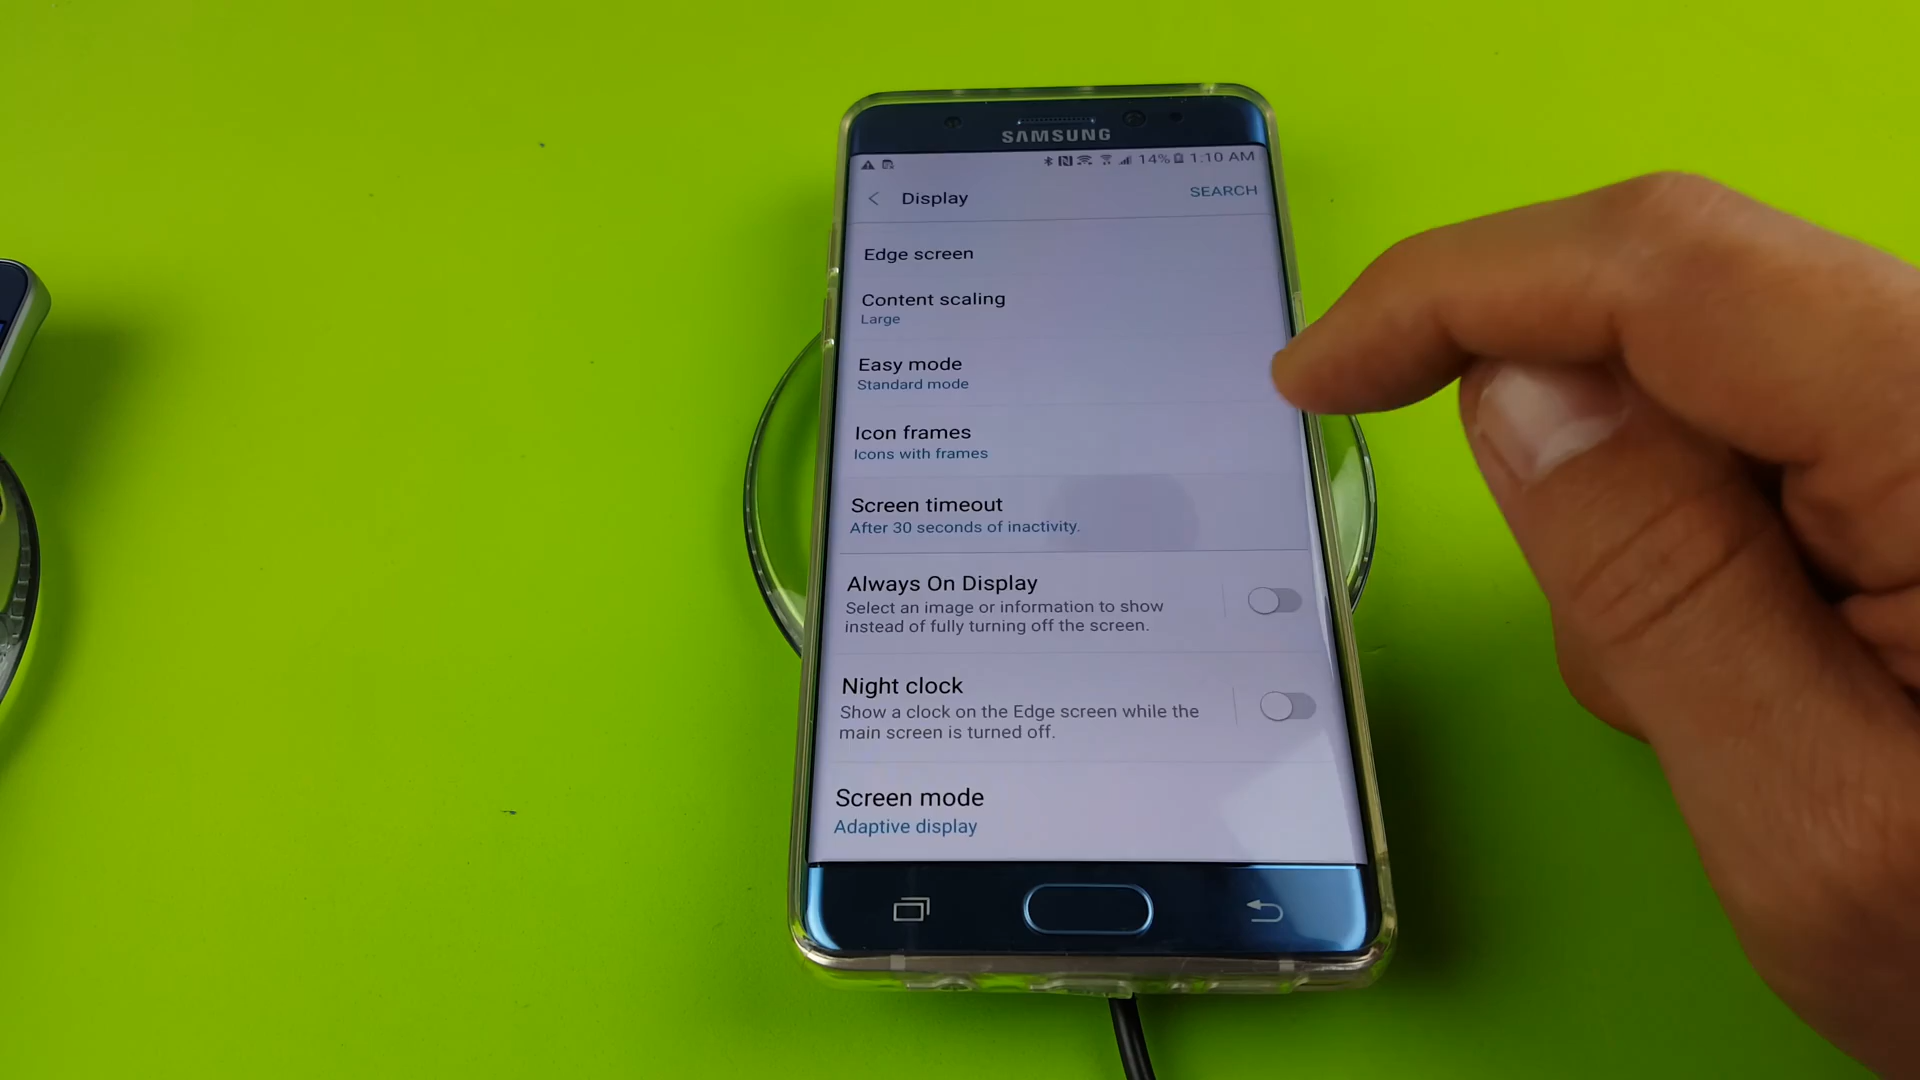 SAMSUNG
14% 1:10 AM
Display
SEARCH
Edge screen
Content scaling
Large
Easy mode
Standard mode
Icon frames
Icons with frames
Screen timeout
After 30 seconds of inactivity.
Always On Display
Select an image or information to show
instead of fully turning off the screen.
Night clock
Show a clock on the Edge screen while the
main screen is turned off.
Screen mode
Adaptive display